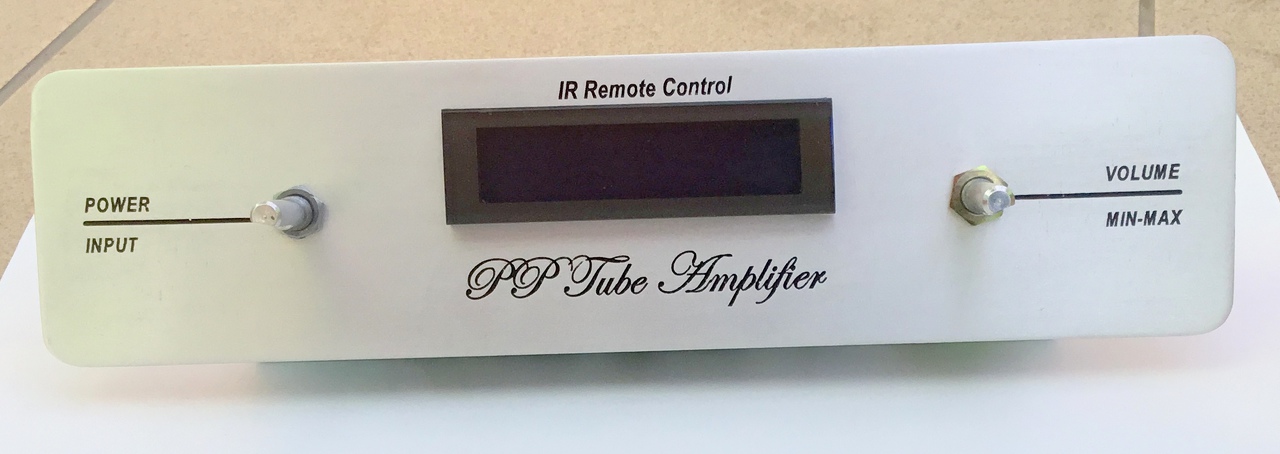 IR Remote Control
POWER
INPUT
VOLUME
MIN-MAX
PP Tube Amplifier